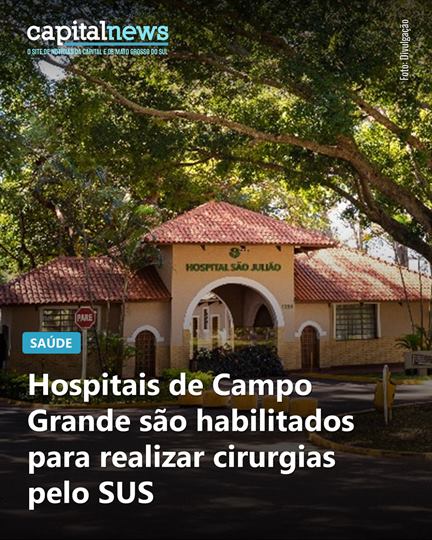 capitalnews
O SITE DE NOTÍCIAS DA CAPITAL E DE MATO GROSSO DO SUL
Foto: Divulgação
HOSPITAL SÃO JULIÃO
PARE
SAÚDE
Hospitais de Campo
Grande são habilitados
para realizar cirurgias
pelo SUS